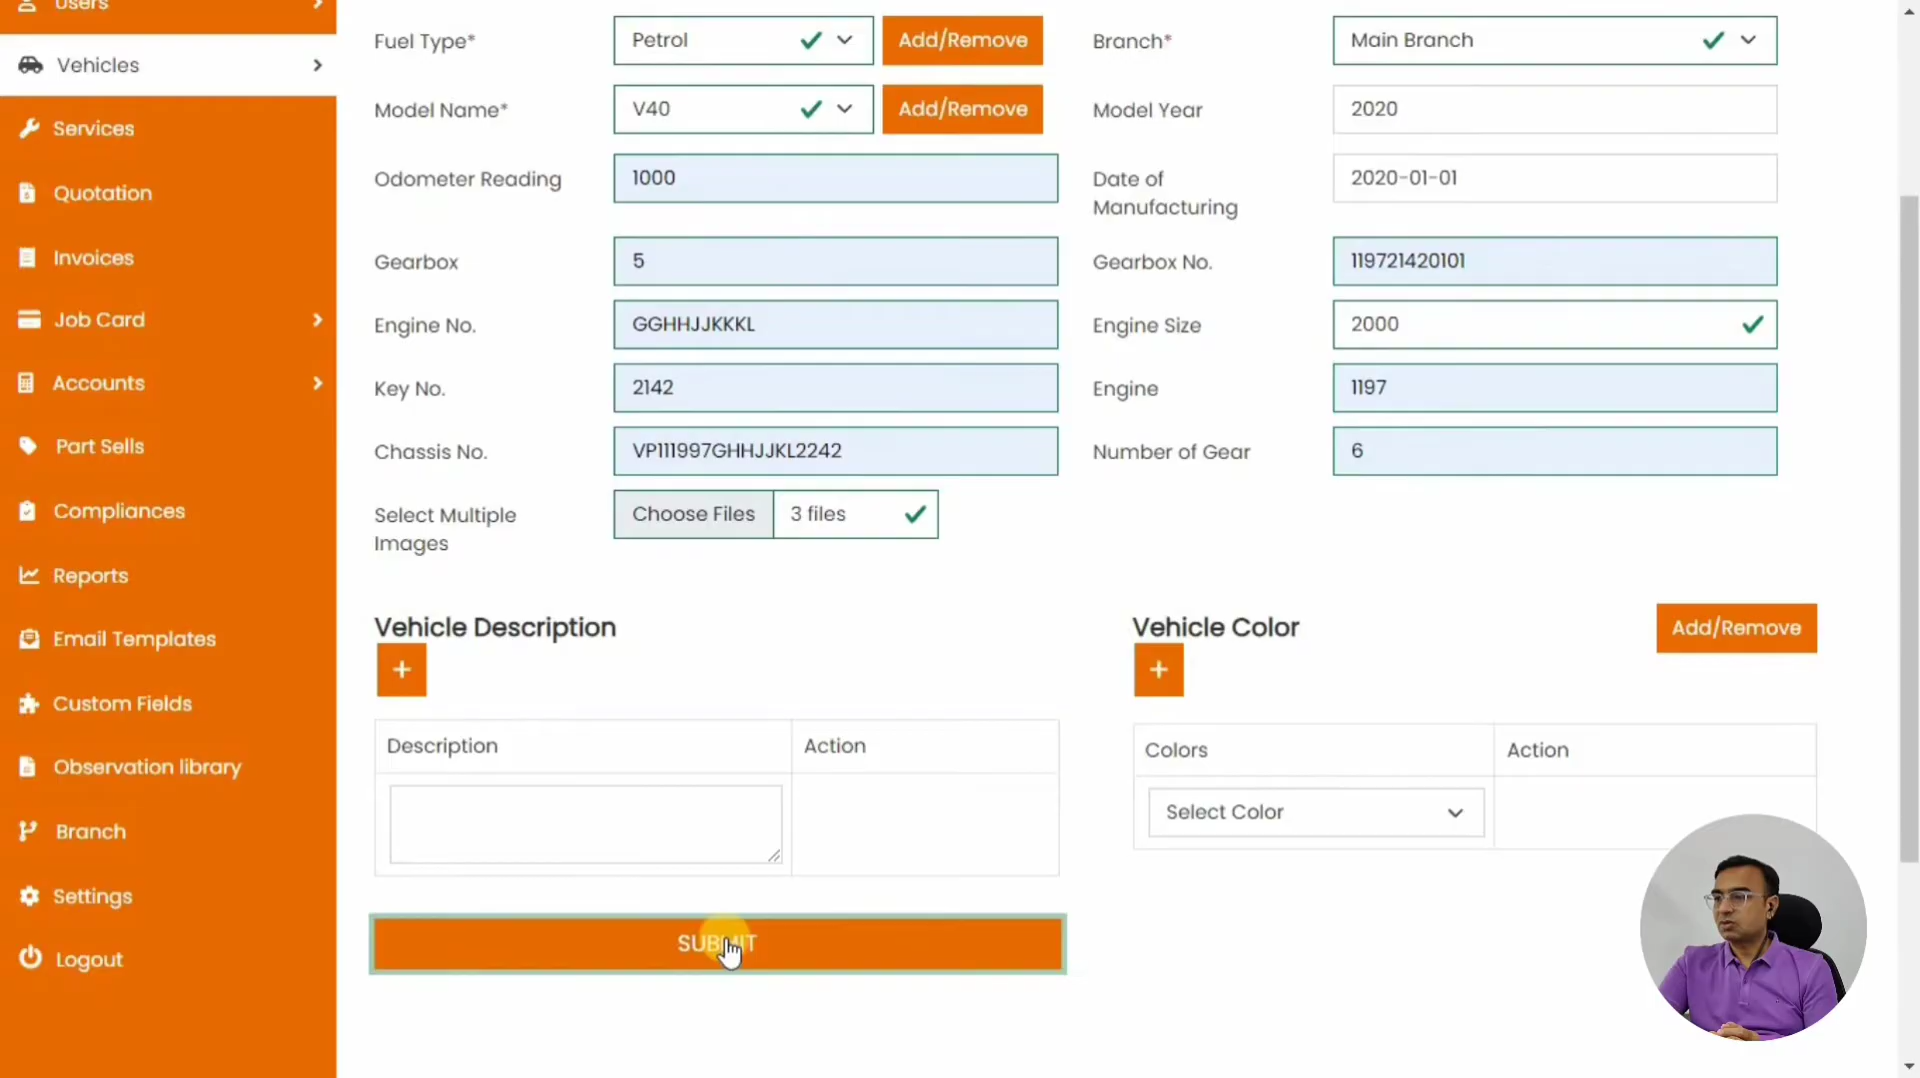 Users
Vehicles
Services
Quotation
Invoices
Job Card
Accounts
Part Sells
Compliances
Reports
Email Templates
Custom Fields
Observation library
Branch
Settings
Logout
Fuel Type* Petrol Add/Remove Branch* Main Branch
Model Name* V40 Add/Remove Model Year 2020
Odometer Reading 1000 Date of 2020-01-01
Manufacturing
Gearbox 5 Gearbox No. 119721420101
Engine No. GGHHJJKKKL Engine Size 2000
Key No. 2142 Engine 1197
Chassis No. VP111997GHHJJKL2242 Number of Gear 6
Select Multiple Choose Files 3 files
Images
Vehicle Description
+
Description Action
Vehicle Color Add/Remove
+
Colors Action
Select Color
SUBMIT